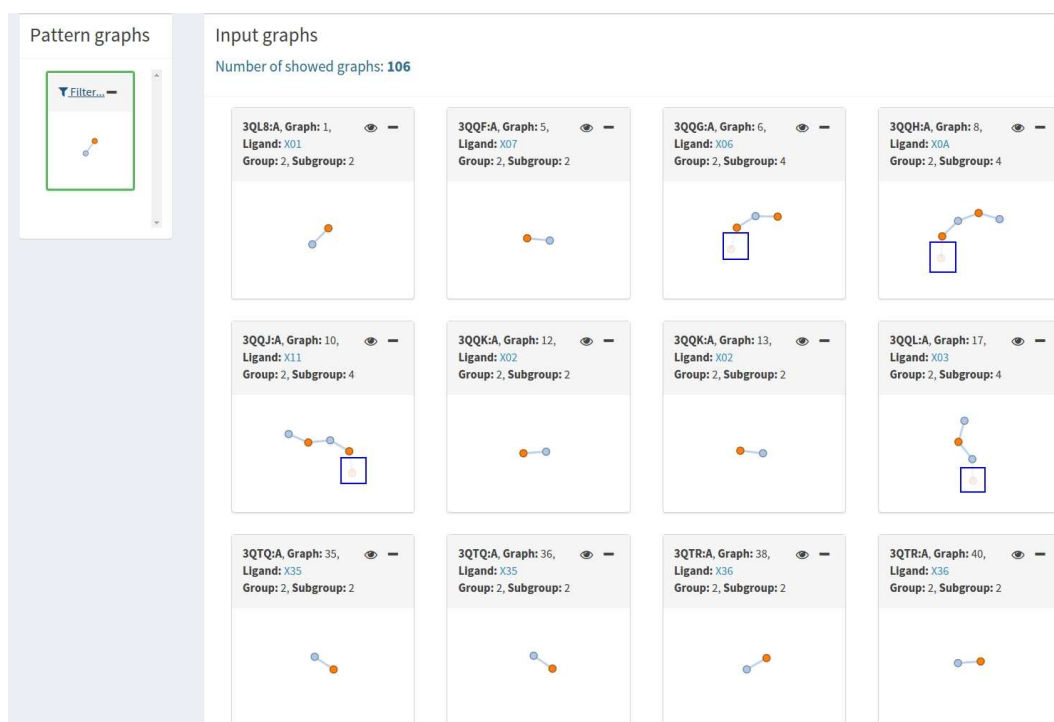 Pattern graphs
Filter...
Input graphs
Number of showed graphs: 106
3QL8:A, Graph: 1,
Ligand: X01
Group: 2, Subgroup: 2
3QQF:A, Graph: 5,
Ligand: X07
Group: 2, Subgroup: 2
3QQG:A, Graph: 6,
Ligand: X06
Group: 2, Subgroup: 4
3QQH:A, Graph: 8,
Ligand: X0A
Group: 2, Subgroup: 4
3QQJ:A, Graph: 10,
Ligand: X11
Group: 2, Subgroup: 4
3QQK:A, Graph: 12,
Ligand: X02
Group: 2, Subgroup: 2
3QQK:A, Graph: 13,
Ligand: X02
Group: 2, Subgroup: 2
3QQL:A, Graph: 17,
Ligand: X03
Group: 2, Subgroup: 4
3QTQ:A, Graph: 35,
Ligand: X35
Group: 2, Subgroup: 2
3QTQ:A, Graph: 36,
Ligand: X35
Group: 2, Subgroup: 2
3QTR:A, Graph: 38,
Ligand: X36
Group: 2, Subgroup: 2
3QTR:A, Graph: 40,
Ligand: X36
Group: 2, Subgroup: 2